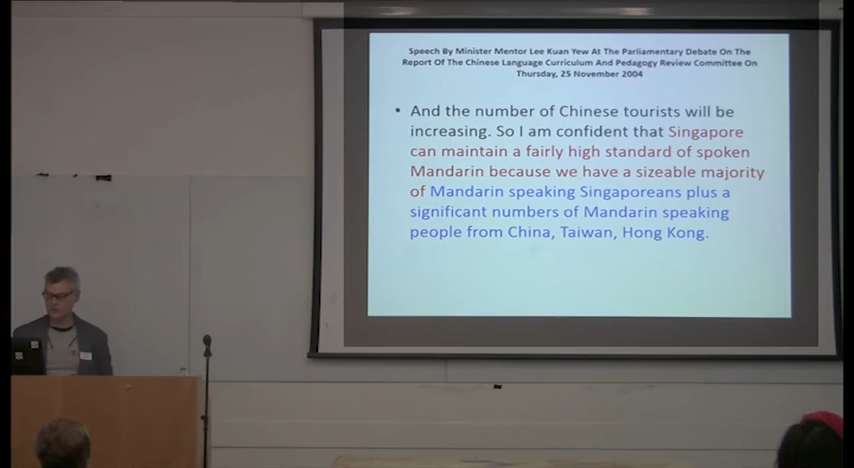 Speech By Minister Mentor Lee Kuan Yew At The Parliamentary Debate On The
Report Of The Chinese Language Curriculum And Pedagogy Review Committee On
Thursday, 25 November 2004
• And the number of Chinese tourists will be
increasing. So I am confident that Singapore
can maintain a fairly high standard of spoken
Mandarin because we have a sizeable majority
of Mandarin speaking Singaporeans plus a
significant numbers of Mandarin speaking
people from China, Taiwan, Hong Kong.